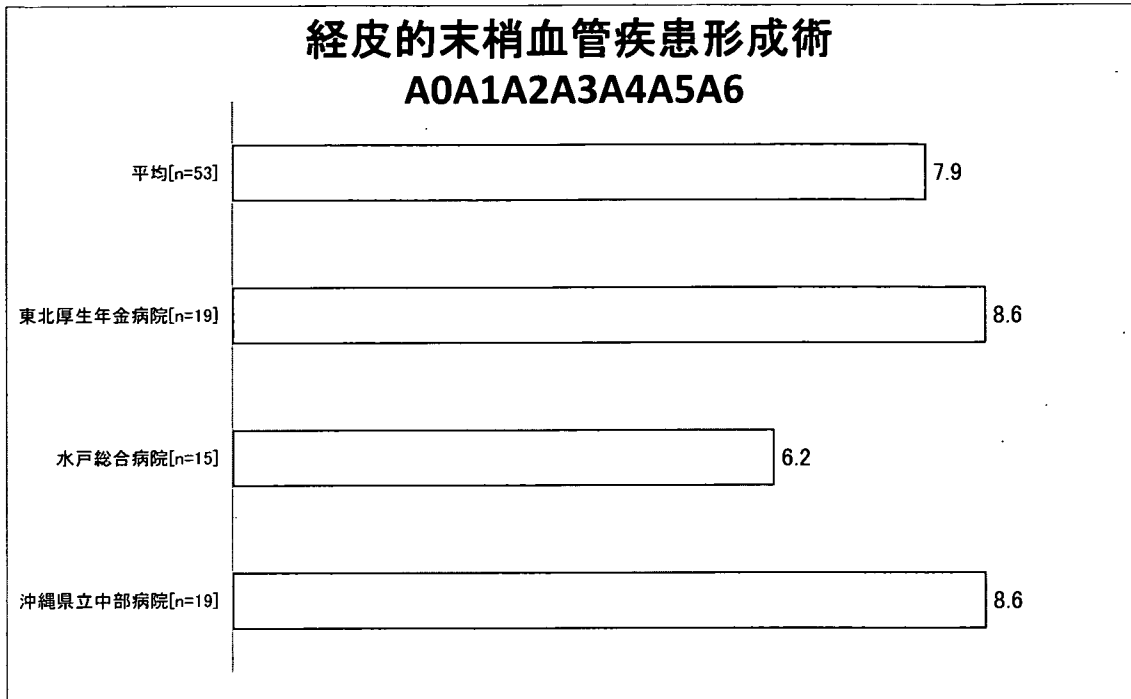 経皮的末梢血管疾患形成術
A0A1A2A3A4A5A6
平均[n=53]
7.9
東北厚生年金病院[n=19]
8.6
水戸総合病院[n=15]
6.2
沖縄県立中部病院[n=19]
8.6